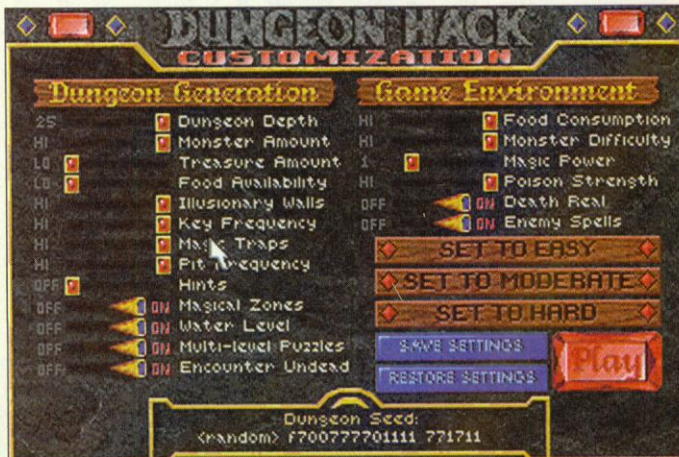 DUNGEON HACK
CUSTOMIZATION
Dungeon Generation
25 Dungeon Depth
HI Monster Amount
LO Treasure Amount
LO Food Availability
HI Illusionary Walls
HI Key Frequency
HI Magic Traps
HI Pit Frequency
OFF Hints
OFF ON Magical Zones
OFF ON Water Level
OFF ON Multi-level Puzzles
OFF ON Encounter Undead
Game Environment
HI Food Consumption
HI Monster Difficulty
1 Magic Power
HI Poison Strength
OFF ON Death Real
OFF ON Enemy Spells
SET TO EASY
SET TO MODERATE
SET TO HARD
SAVE SETTINGS
RESTORE SETTINGS
Play
Dungeon Seed:
<random> f700777701111 771711